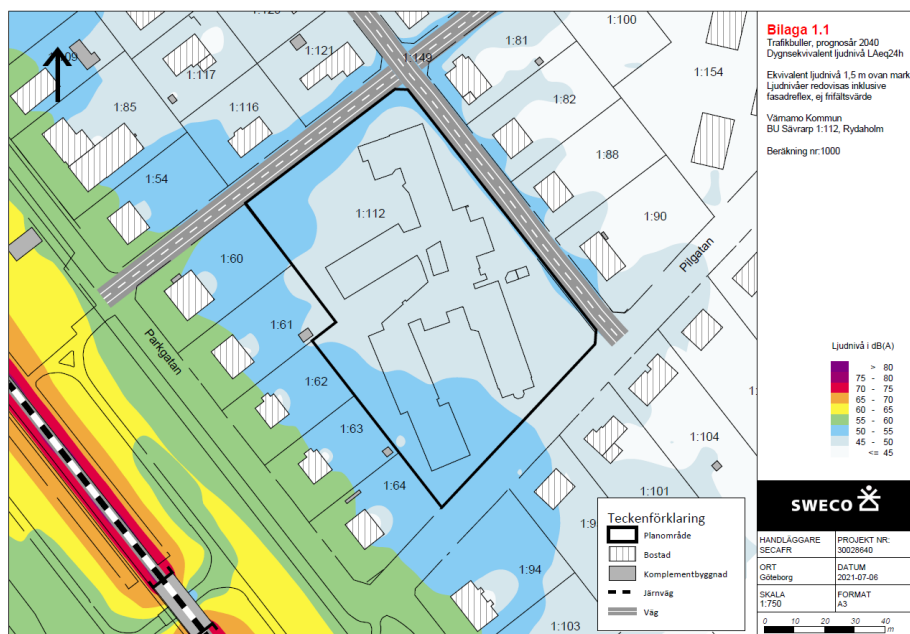 1:149
1:100
1:121
1:81
1:117
1:154
1:85
1:116
1:82
1:88
1:54
1:112
1:90
1:60
Pilgatan
1:61
Parkgatan
1:62
1:63
1:104
1:64
1:101
1:94
1:103
Bilaga 1.1
Trafikbuller, prognosår 2040
Dygnsekvivalent ljudnivå LAeq24h
Ekvivalent ljudnivå 1,5 m ovan mark
Ljudnivåer redovisas inklusive
fasadreflex, ej frifältsvärde
Värnamo Kommun
BU Sävrarp 1:112, Rydaholm
Beräkning nr:1000
Ljudnivå i dB(A)
> 80
75 - 80
70 - 75
65 - 70
60 - 65
55 - 60
50 - 55
45 - 50
<= 45
Teckenförklaring
Planområde
Bostad
Komplementbyggnad
Järnväg
Väg
SWECO
HANDLÄGGARE
SECAFR
PROJEKT NR:
30028640
ORT
Göteborg
DATUM
2021-07-06
SKALA
1:750
FORMAT
A3
0 10 20 30 40
m